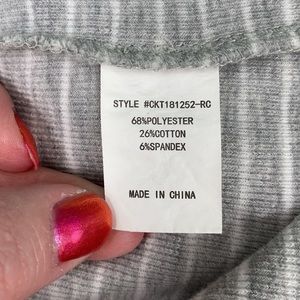 STYLE #CKT181252-RC
68%POLYESTER
26%COTTON
6%SPANDEX
MADE IN CHINA